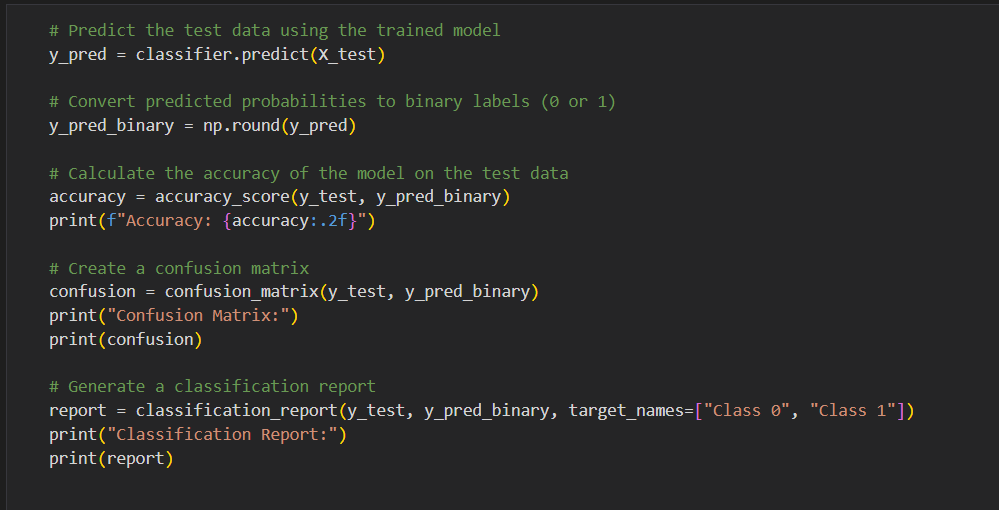 # Predict the test data using the trained model
y_pred = classifier.predict(X_test)
# Convert predicted probabilities to binary labels (0 or 1)
y_pred_binary = np.round(y_pred)
# Calculate the accuracy of the model on the test data
accuracy = accuracy_score(y_test, y_pred_binary)
print(f"Accuracy: {accuracy:.2f}")
# Create a confusion matrix
confusion = confusion_matrix(y_test, y_pred_binary)
print("Confusion Matrix:")
print(confusion)
# Generate a classification report
report = classification_report(y_test, y_pred_binary, target_names=["Class 0", "Class 1"])
print("Classification Report:")
print(report)